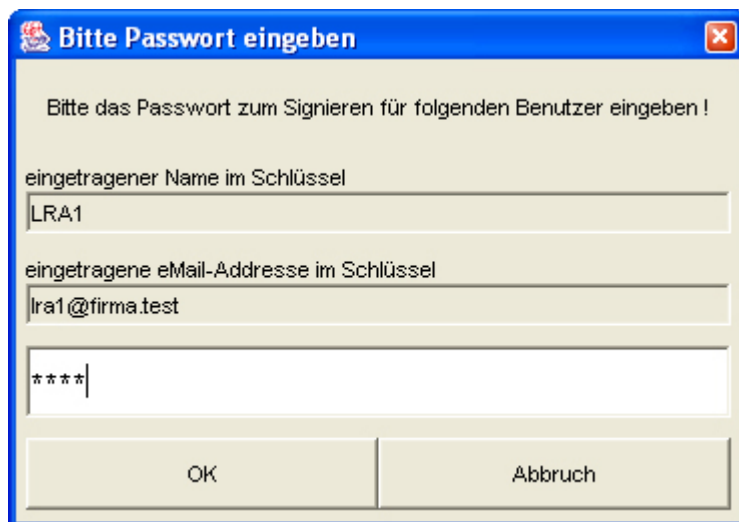 Bitte Passwort eingeben
Bitte das Passwort zum Signieren für folgenden Benutzer eingeben !
eingetragener Name im Schlüssel
LRA1
eingetragene eMail-Addresse im Schlüssel
lra1@firma.test
****
OK Abbruch